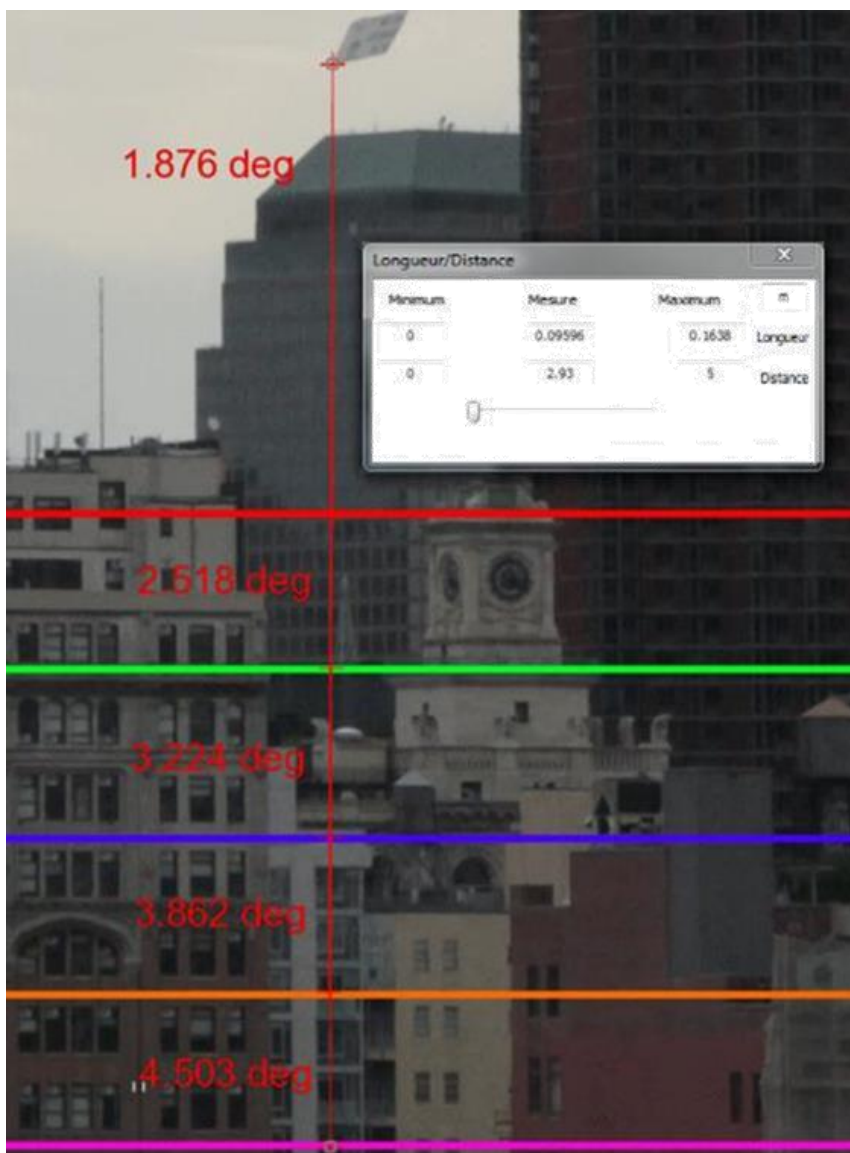 1.876 deg
Longueur/Distance
Minimum Mesure Maximum m
0 0.09596 0.1638 Longueur
0 2.93 5 Distance
2.518 deg
3.224 deg
3.862 deg
4.503 deg